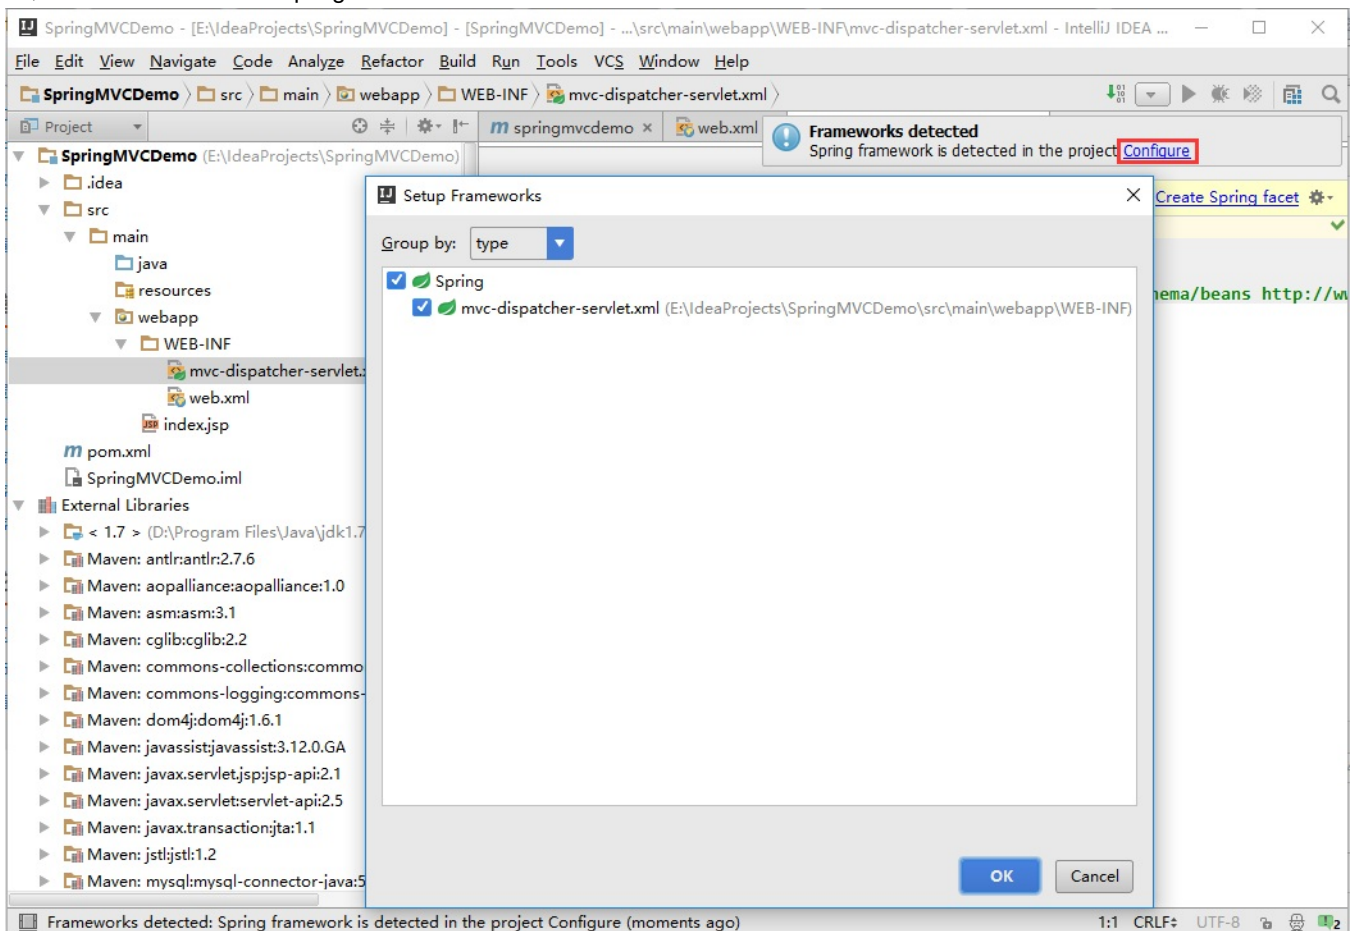 SpringMVCDemo - [E:\IdeaProjects\SpringMVCDemo] - [SpringMVCDemo] - ...\src\main\webapp\WEB-INF\mvc-dispatcher-servlet.xml - IntelliJ IDEA ...
File Edit View Navigate Code Analyze Refactor Build Run Tools VCS Window Help
SpringMVCDemo src main webapp WEB-INF mvc-dispatcher-servlet.xml
Project
springmvcdemo × web.xml
Frameworks detected
Spring framework is detected in the project Configure
SpringMVCDemo (E:\IdeaProjects\SpringMVCDemo)
.idea
Setup Frameworks
Create Spring facet
src
main
Group by: type
java
Spring
resources
mvc-dispatcher-servlet.xml (E:\IdeaProjects\SpringMVCDemo\src\main\webapp\WEB-INF)
hema/beans http://w
webapp
WEB-INF
mvc-dispatcher-servlet.
web.xml
index.jsp
pom.xml
SpringMVCDemo.iml
External Libraries
< 1.7 > (D:\Program Files\Java\jdk1.7
Maven: antlr:antlr:2.7.6
Maven: aopalliance:aopalliance:1.0
Maven: asm:asm:3.1
Maven: cglib:cglib:2.2
Maven: commons-collections:commo
Maven: commons-logging:commons-
Maven: dom4j:dom4j:1.6.1
Maven: javassist:javassist:3.12.0.GA
Maven: javax.servlet.jsp:jsp-api:2.1
Maven: javax.servlet:servlet-api:2.5
Maven: javax.transaction:jta:1.1
Maven: jstl:jstl:1.2
Maven: mysql:mysql-connector-java:5
OK Cancel
Frameworks detected: Spring framework is detected in the project Configure (moments ago)
1:1 CRLF UTF-8 2